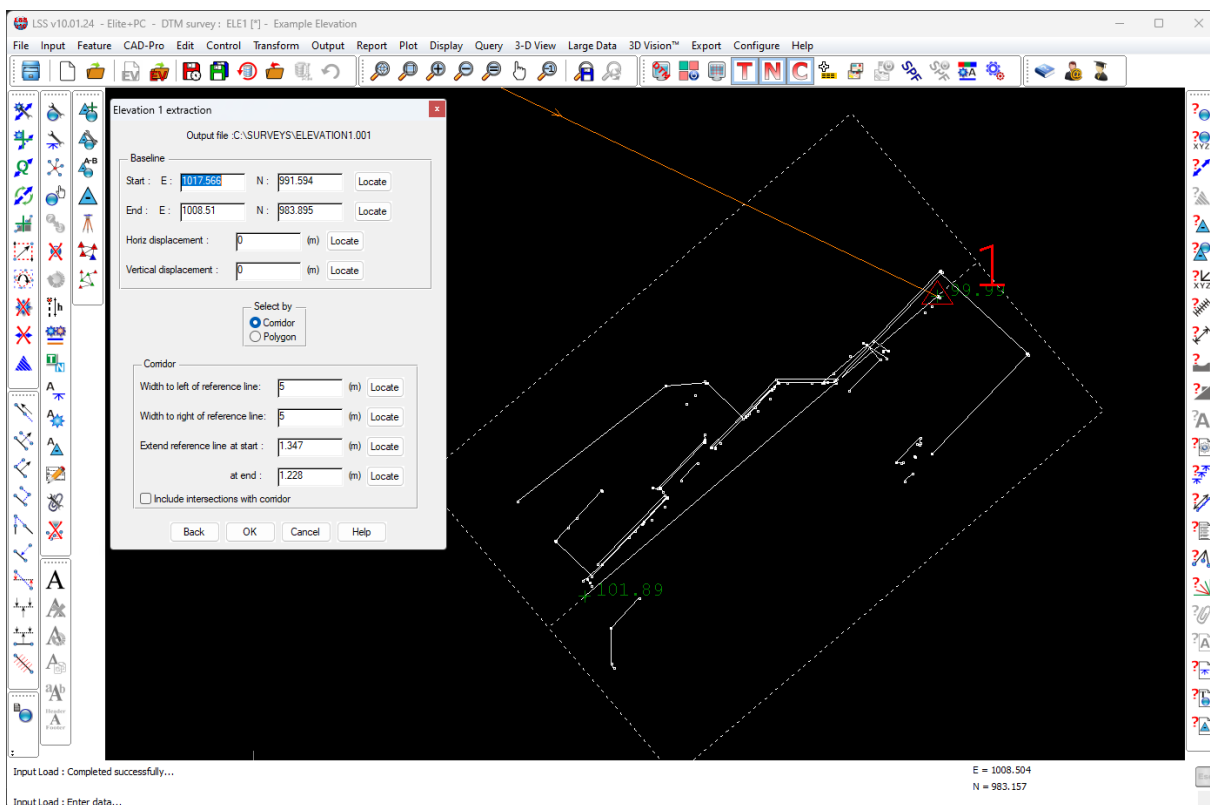 LSS v10.01.24 - Elite+PC - DTM survey : ELE1 [*] - Example Elevation
File Input Feature CAD-Pro Edit Control Transform Output Report Plot Display Query 3-D View Large Data 3D Vision™ Export Configure Help
EV EV T N C SPF SPF
Elevation 1 extraction
Output file :C:\SURVEYS\ELEVATION1.001
Baseline
Start : E : 1017.566 N : 991.594 Locate
End : E : 1008.51 N : 983.895 Locate
Horiz displacement : 0 (m) Locate
Vertical displacement : 0 (m) Locate
Select by
Corridor
Polygon
Corridor
Width to left of reference line: 5 (m) Locate
Width to right of reference line: 5 (m) Locate
Extend reference line at start : 1.347 (m) Locate
at end : 1.228 (m) Locate
Include intersections with corridor
Back OK Cancel Help
1
99.99
101.89
Input Load : Completed successfully...
Input Load : Enter data...
E = 1008.504
N = 983.157